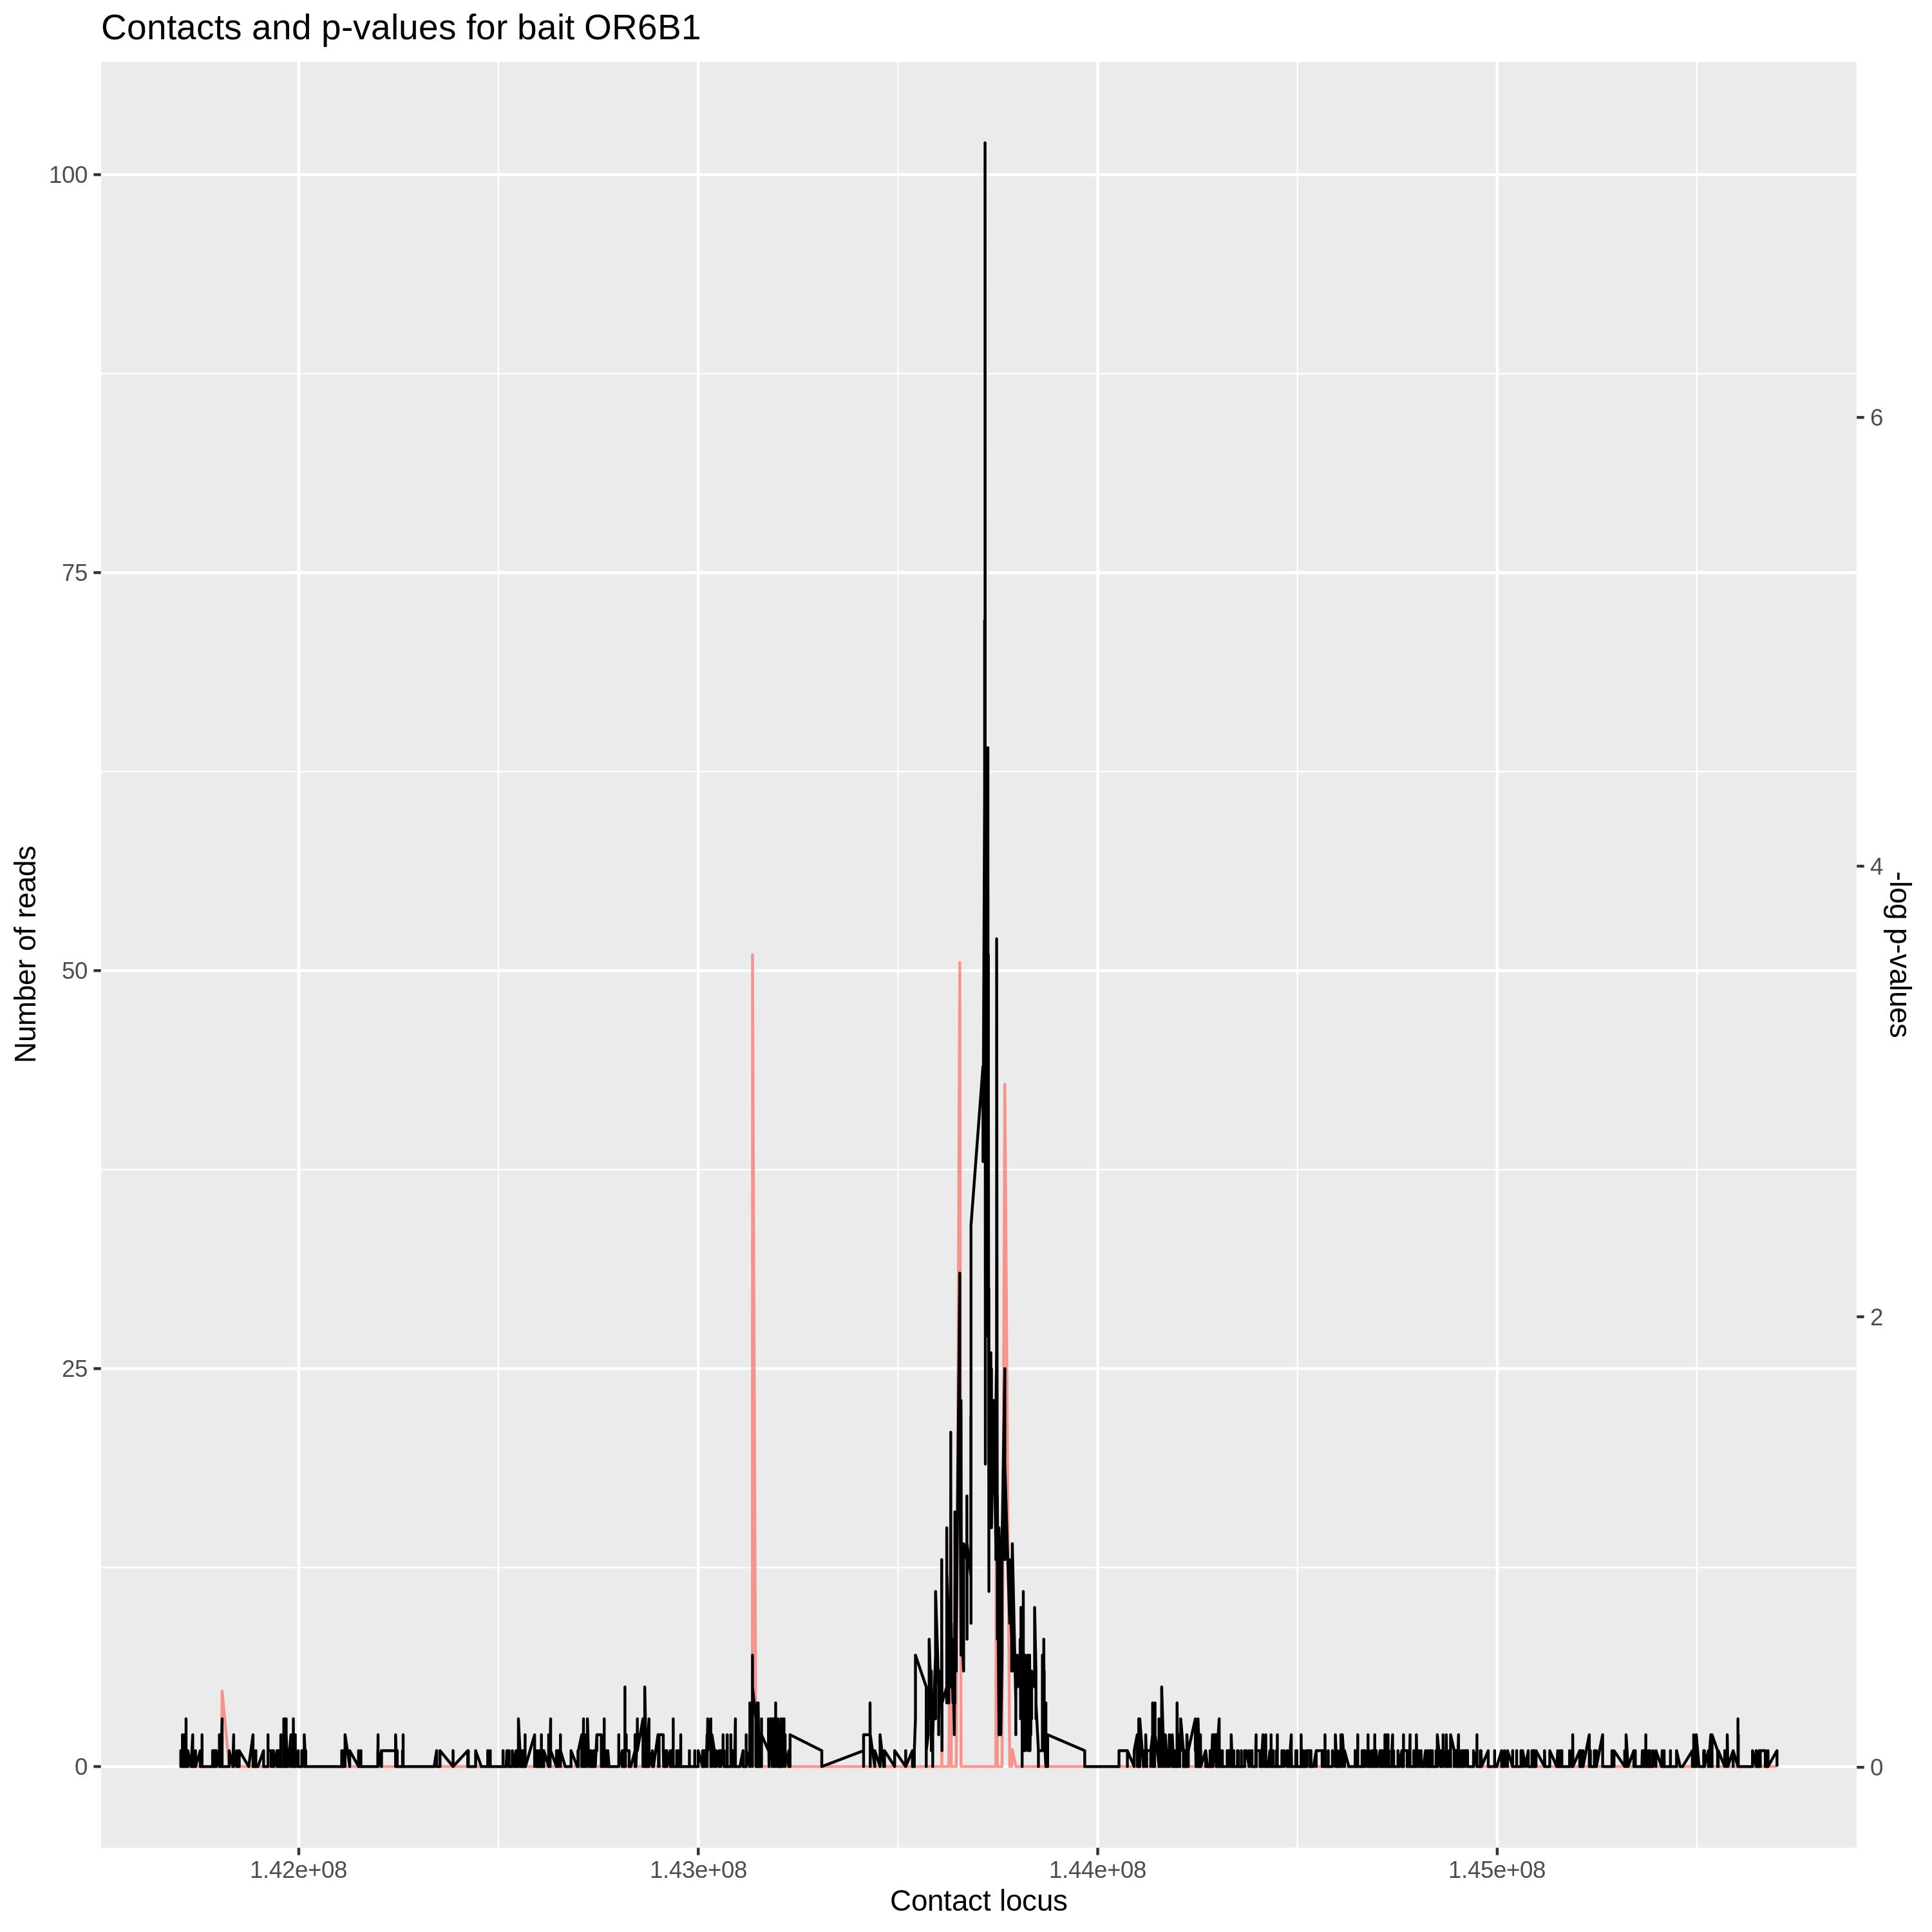 Contacts and p-values for bait OR6B1
100
75
50
25
0
Number of reads
6
4
2
0
-log p-values
1.42e+08
1.43e+08
1.44e+08
1.45e+08
Contact locus